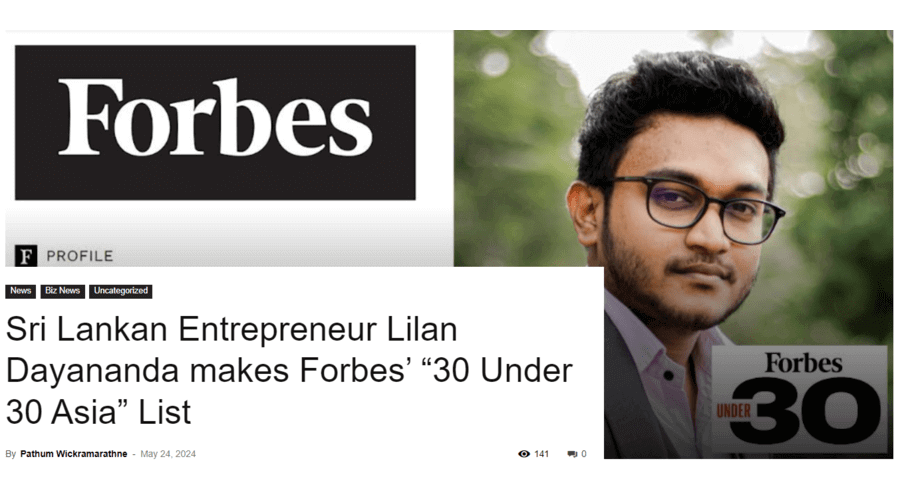 Forbes
F PROFILE
News Biz News Uncategorized
Sri Lankan Entrepreneur Lilan
Dayananda makes Forbes’ “30 Under
30 Asia” List
By Pathum Wickramarathne - May 24, 2024 141 0
Forbes
UNDER 30